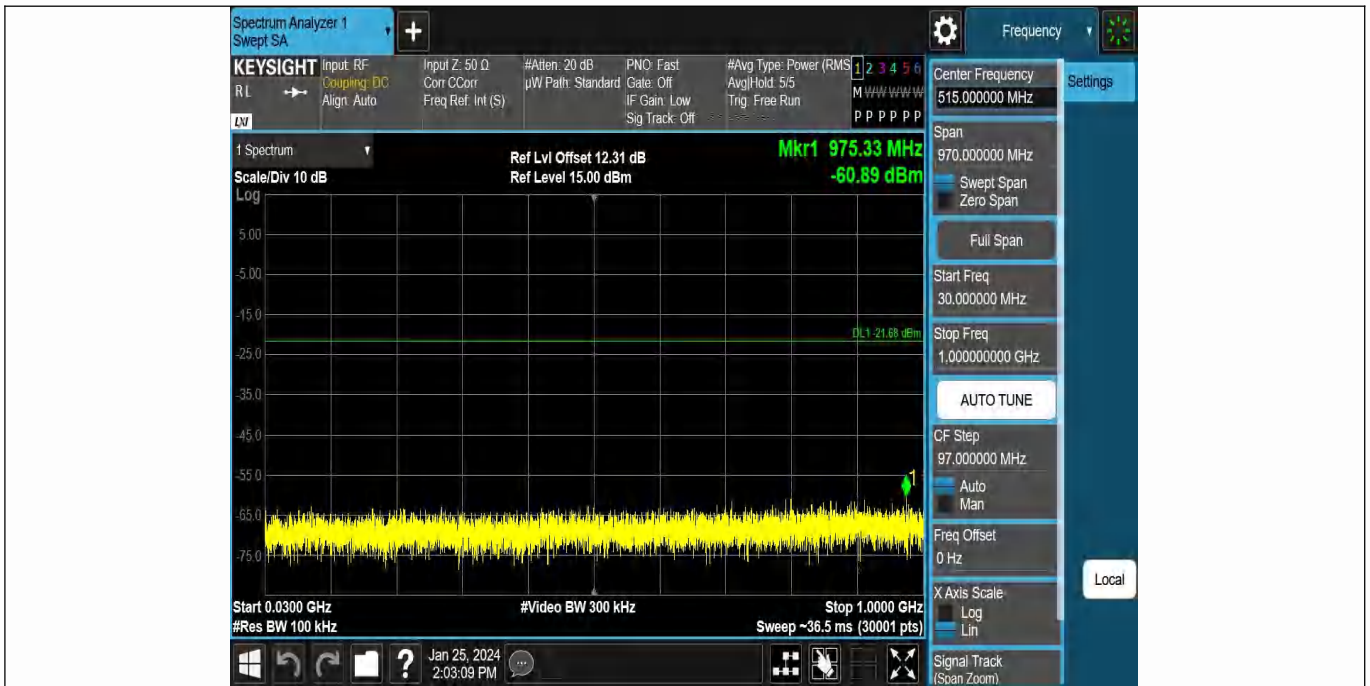 Spectrum Analyzer 1
Swept SA
+
Frequency
KEYSIGHT
RL
LXI
Input: RF
Coupling: DC
Align: Auto
Input Z: 50 Ω
Corr CCorr
Freq Ref: Int (S)
#Atten: 20 dB
µW Path: Standard
PNO: Fast
Gate: Off
IF Gain: Low
Sig Track: Off
#Avg Type: Power (RMS
Avg|Hold: 5/5
Trig: Free Run
1 2 3 4 5 6
M W W W W W
P P P P P P
Center Frequency
515.000000 MHz
Settings
1 Spectrum
Scale/Div 10 dB
Ref Lvl Offset 12.31 dB
Ref Level 15.00 dBm
Mkr1 975.33 MHz
-60.89 dBm
Span
970.000000 MHz
Swept Span
Zero Span
Full Span
Start Freq
30.000000 MHz
Stop Freq
1.000000000 GHz
AUTO TUNE
CF Step
97.000000 MHz
Auto
Man
Freq Offset
0 Hz
X Axis Scale
Log
Lin
Signal Track
(Span Zoom)
Local
Log
5.00
-5.00
-15.0
-25.0
-35.0
-45.0
-55.0
-65.0
-75.0
DL1 -21.68 dBm
1
Start 0.0300 GHz
#Res BW 100 kHz
#Video BW 300 kHz
Stop 1.0000 GHz
Sweep ~36.5 ms (30001 pts)
?
Jan 25, 2024
2:03:09 PM